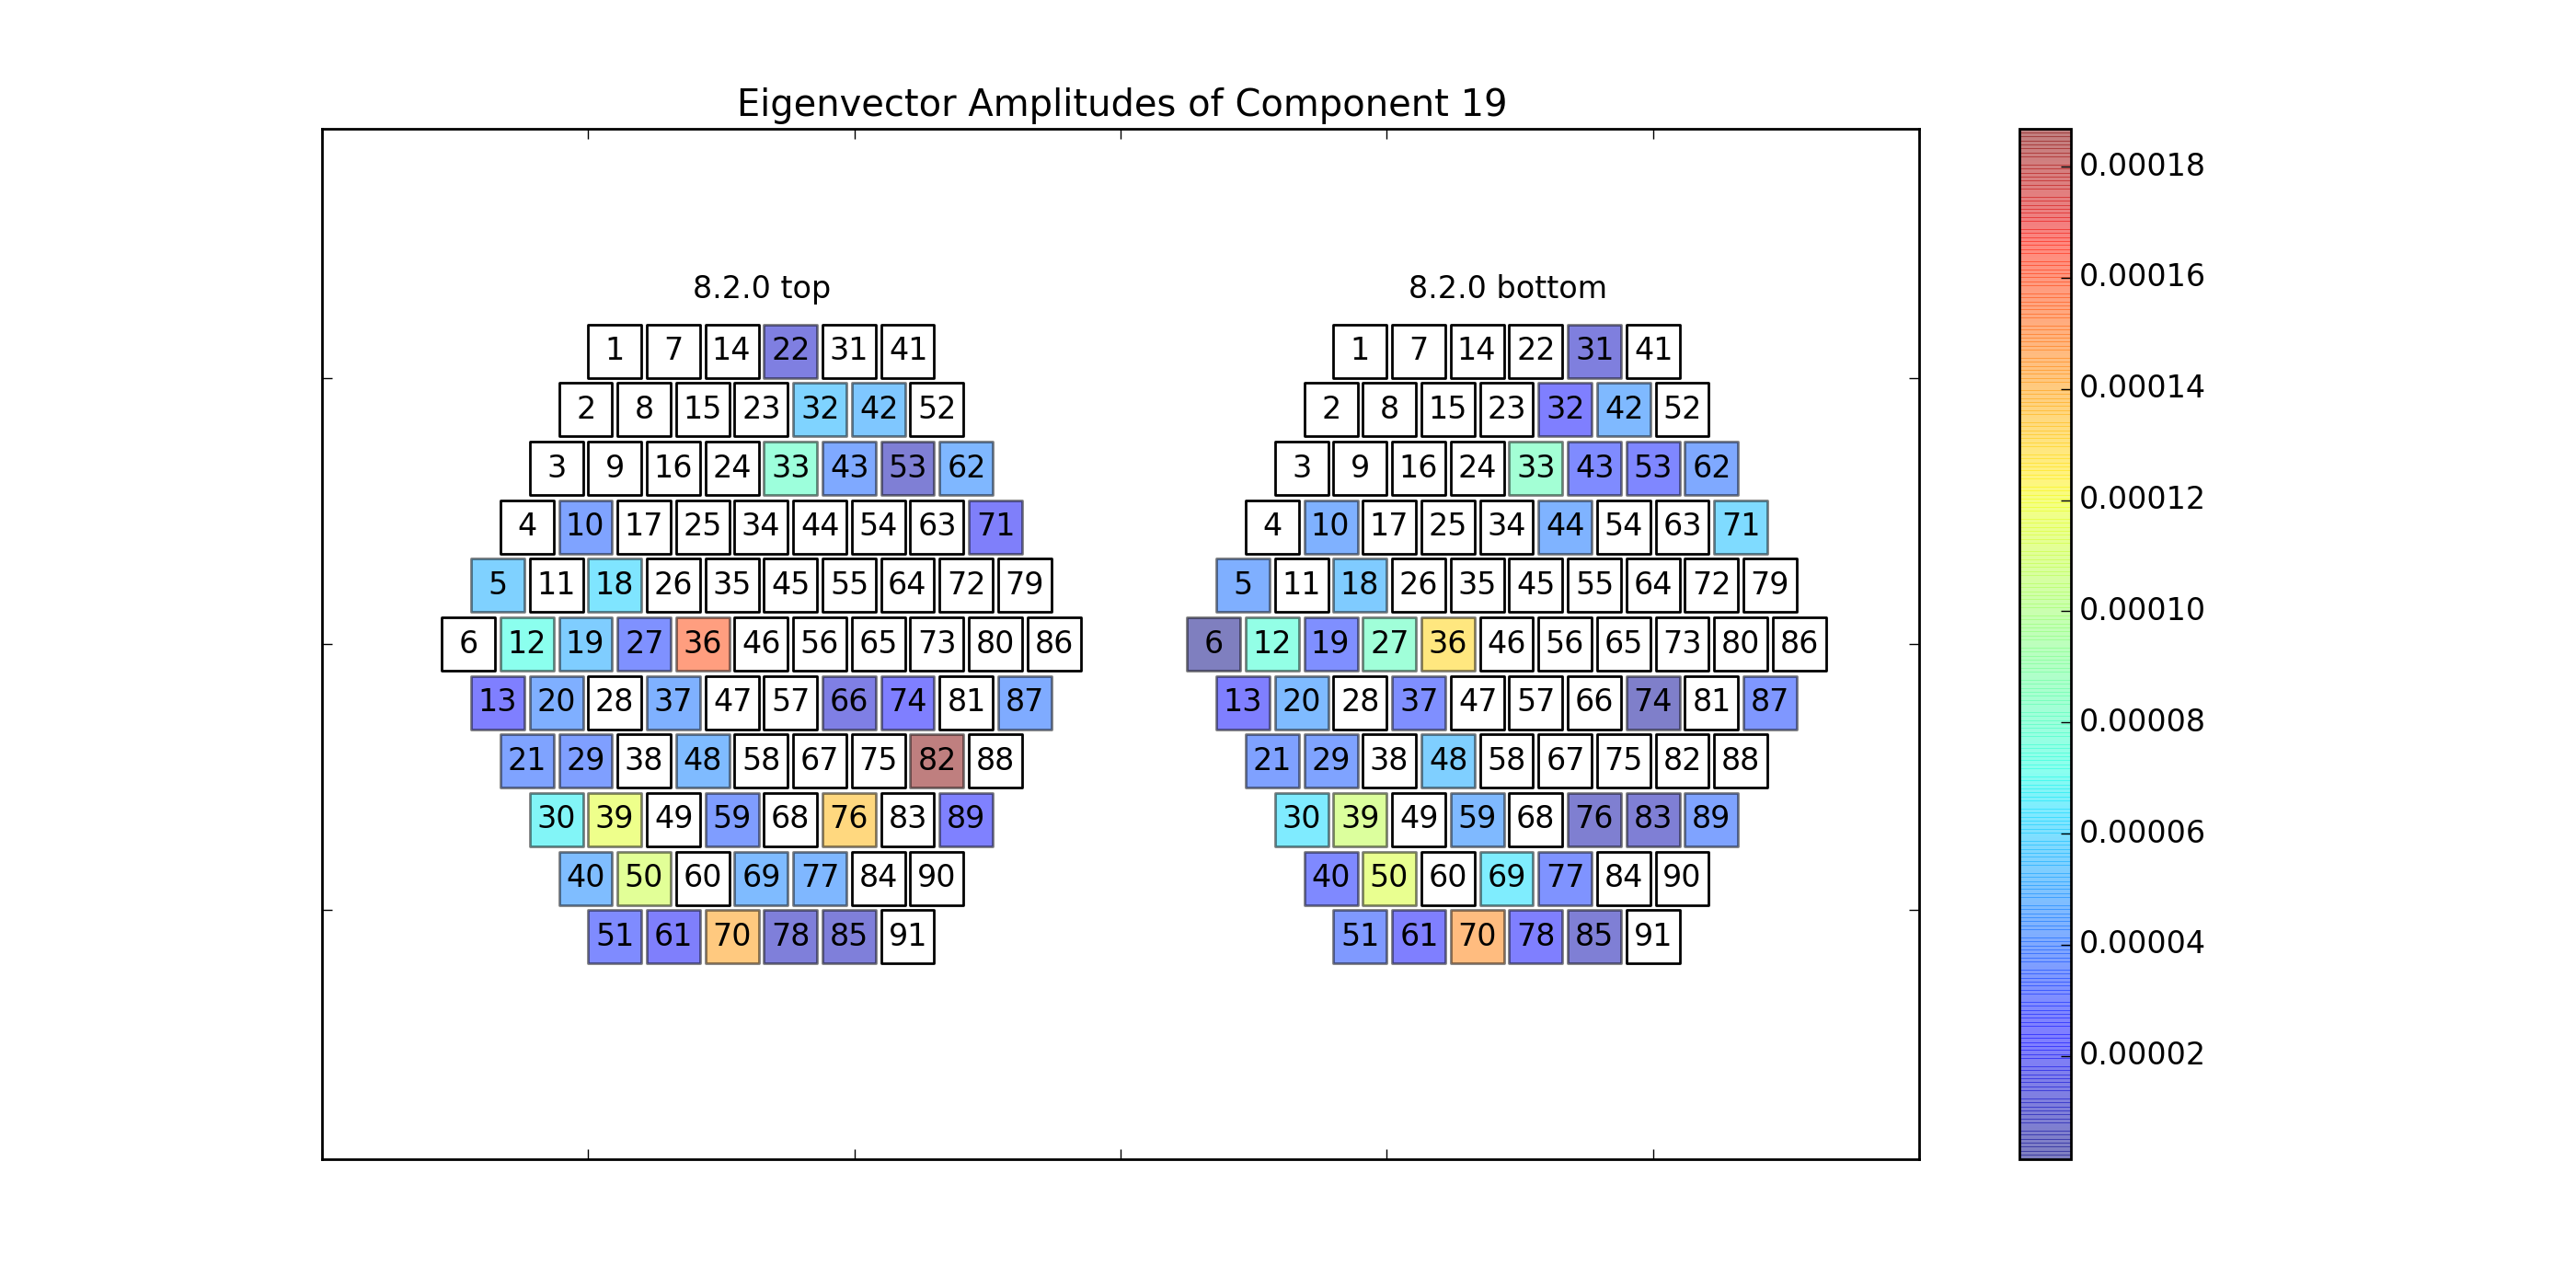 Eigenvector Amplitudes of Component 19
8.2.0 top
1 7 14 22 31 41
2 8 15 23 32 42 52
3 9 16 24 33 43 53 62
4 10 17 25 34 44 54 63 71
5 11 18 26 35 45 55 64 72 79
6 12 19 27 36 46 56 65 73 80 86
13 20 28 37 47 57 66 74 81 87
21 29 38 48 58 67 75 82 88
30 39 49 59 68 76 83 89
40 50 60 69 77 84 90
51 61 70 78 85 91
8.2.0 bottom
1 7 14 22 31 41
2 8 15 23 32 42 52
3 9 16 24 33 43 53 62
4 10 17 25 34 44 54 63 71
5 11 18 26 35 45 55 64 72 79
6 12 19 27 36 46 56 65 73 80 86
13 20 28 37 47 57 66 74 81 87
21 29 38 48 58 67 75 82 88
30 39 49 59 68 76 83 89
40 50 60 69 77 84 90
51 61 70 78 85 91
0.00018
0.00016
0.00014
0.00012
0.00010
0.00008
0.00006
0.00004
0.00002